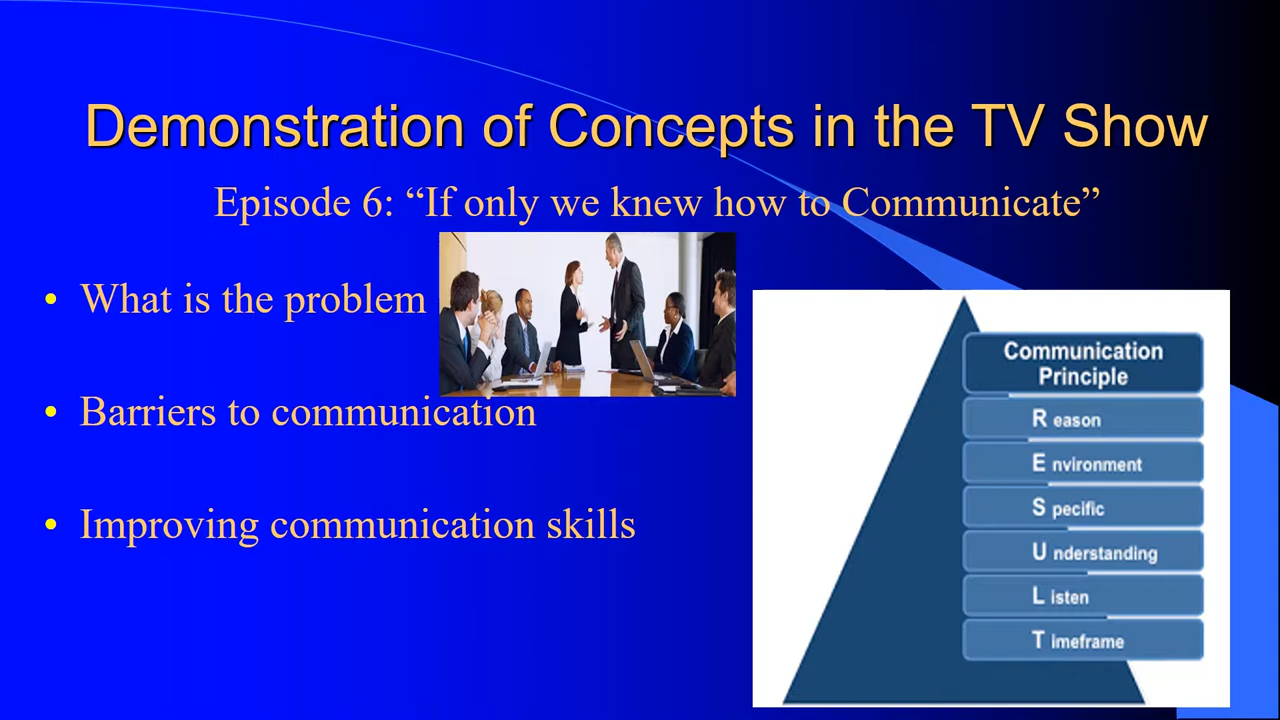 Demonstration of Concepts in the TV Show
Episode 6: “If only we knew how to Communicate”
• What is the problem
• Barriers to communication
• Improving communication skills
Communication
Principle
R eason
E nvironment
S pecific
U nderstanding
L isten
T imeframe